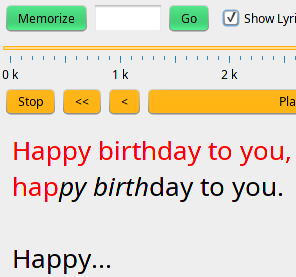 Memorize Go Show Lyri
0 k 1 k 2 k
Stop << < Pla
Happy birthday to you,
happy birthday to you.
Happy...